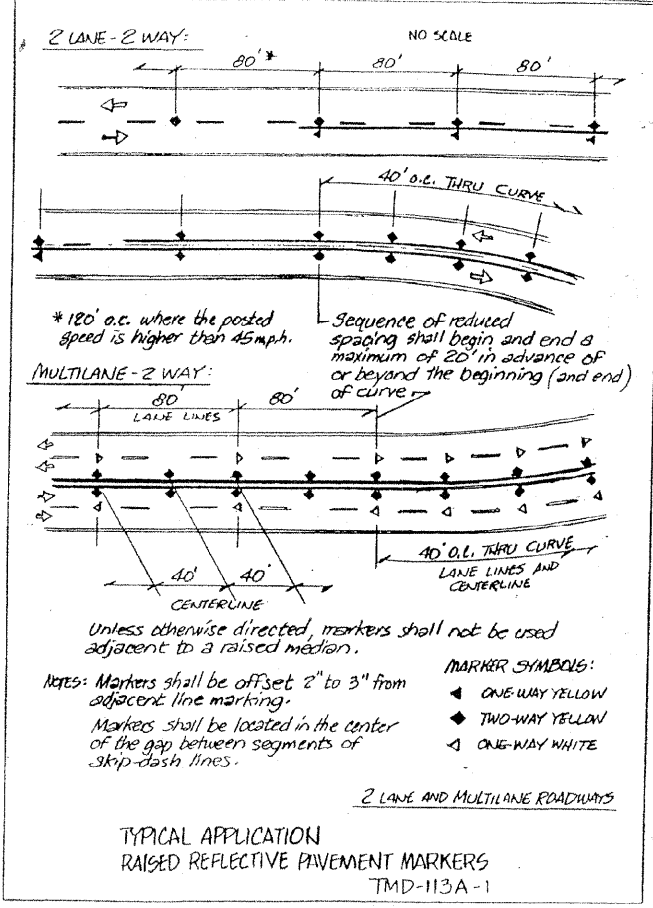 2 LANE - 2 WAY:
NO SCALE
80'* 80' 80'
40' o.c. THRU CURVE
* 120' o.c. where the posted
speed is higher than 45 m.p.h.
Sequence of reduced
spacing shall begin and end a
maximum of 20' in advance of
or beyond the beginning (and end)
of curve
MULTILANE - 2 WAY:
80' 80'
LANE LINES
40' O.C. THRU CURVE
LANE LINES AND
CENTERLINE
40' 40'
CENTERLINE
Unless otherwise directed, markers shall not be used
adjacent to a raised median.
NOTES: Markers shall be offset 2" to 3" from
adjacent line marking.
Markers shall be located in the center
of the gap between segments of
skip-dash lines.
MARKER SYMBOLS:
ONE-WAY YELLOW
TWO-WAY YELLOW
ONE-WAY WHITE
2 LANE AND MULTILANE ROADWAYS
TYPICAL APPLICATION
RAISED REFLECTIVE PAVEMENT MARKERS
TMD-113A-1